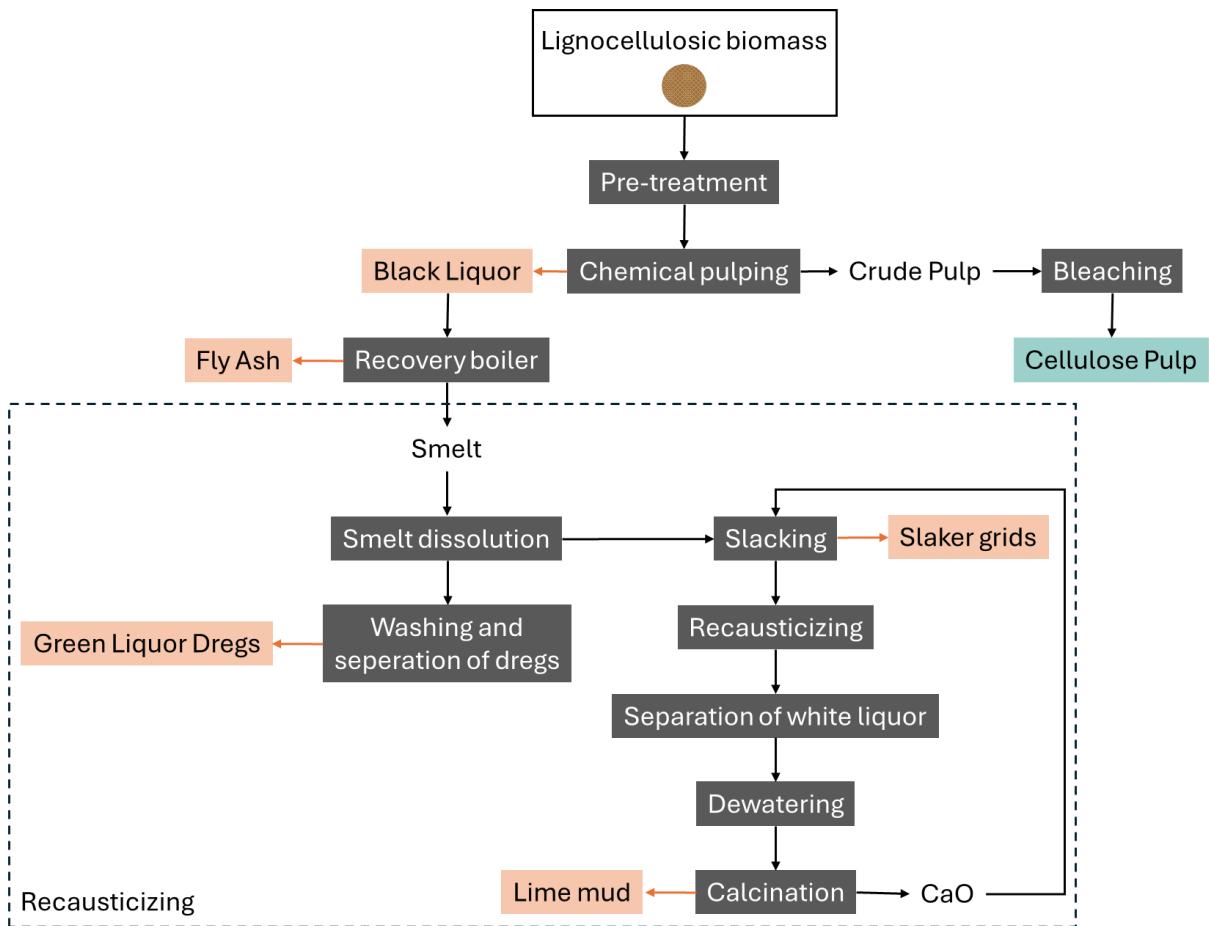 Lignocellulosic biomass
Pre-treatment
Black Liquor
Chemical pulping
Crude Pulp
Bleaching
Fly Ash
Recovery boiler
Cellulose Pulp
Smelt
Smelt dissolution
Slacking
Slaker grids
Green Liquor Dregs
Washing and
seperation of dregs
Recausticizing
Separation of white liquor
Dewatering
Lime mud
Calcination
CaO
Recausticizing